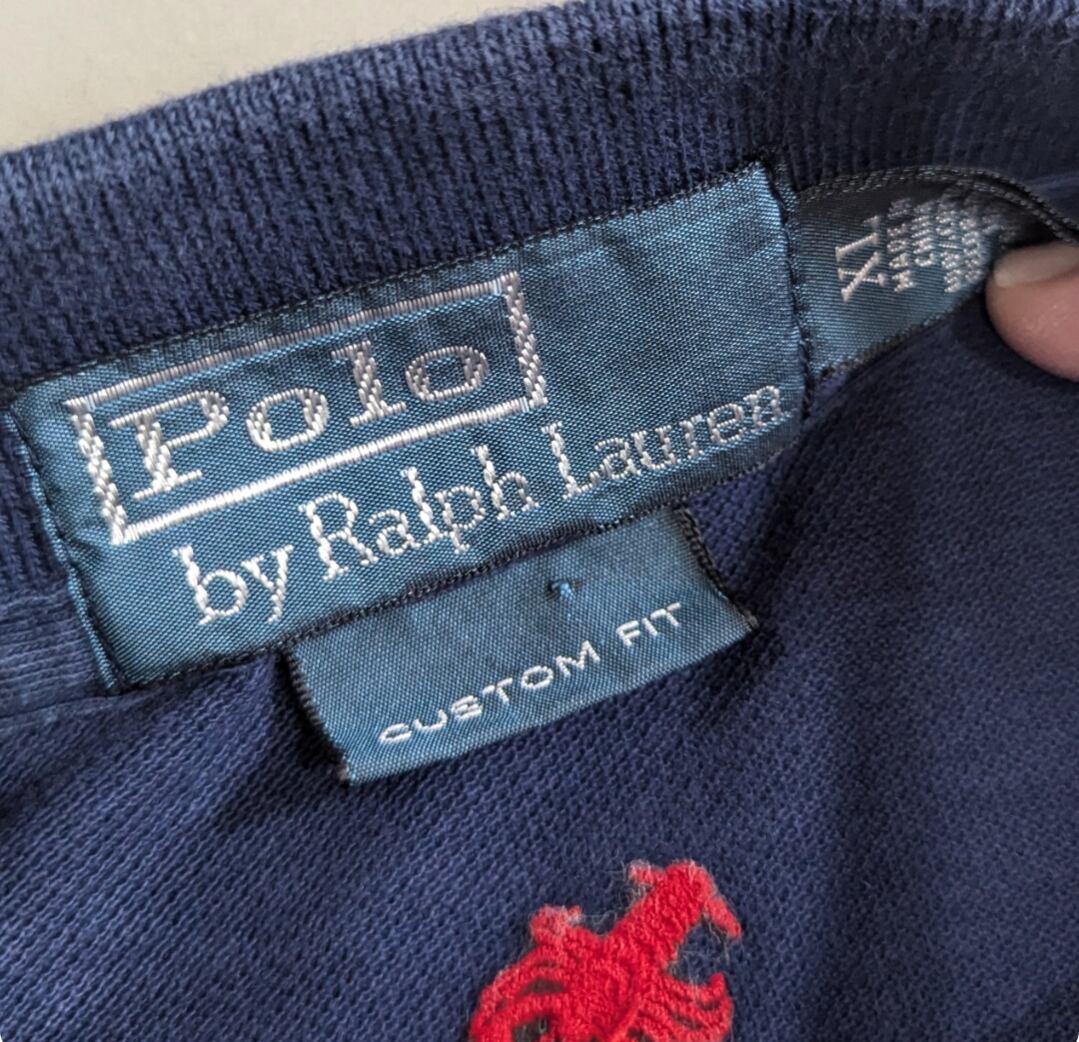 Polo
by Ralph Lauren
CUSTOM FIT
XL